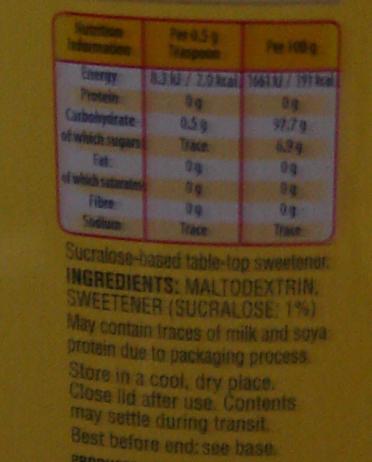 Nutrition Information Per 0.5 g Teaspoon Per 100 g
Energy 8.3 kJ / 2.0 kcal 1661 kJ / 391 kcal
Protein 0 g 0 g
Carbohydrate 0.5 g 97.7 g
of which sugars Trace 6.9 g
Fat 0 g 0 g
of which saturates 0 g 0 g
Fibre 0 g 0 g
Sodium Trace Trace
Sucralose-based table-top sweetener.
INGREDIENTS: MALTODEXTRIN,
SWEETENER (SUCRALOSE: 1%)
May contain traces of milk and soya
protein due to packaging process.
Store in a cool, dry place.
Close lid after use. Contents
may settle during transit.
Best before end: see base.